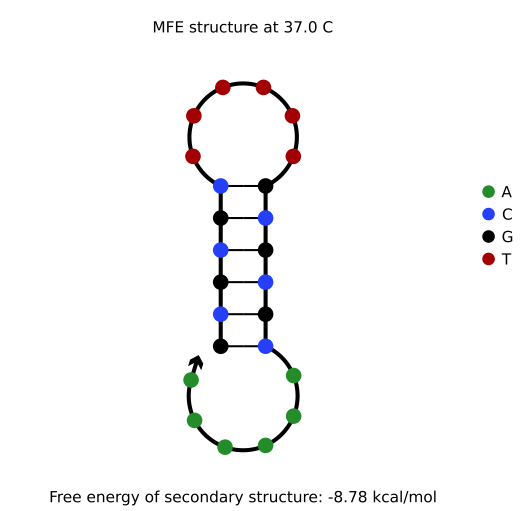 MFE structure at 37.0 C
A
C
G
T
Free energy of secondary structure: -8.78 kcal/mol